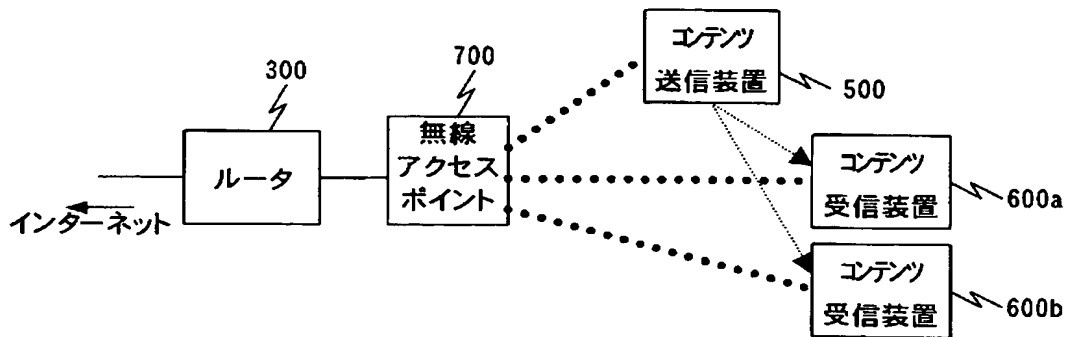 コンテンツ
送信装置
500
700
300
無線
アクセス
ポイント
ルータ
インターネット
コンテンツ
受信装置
600a
コンテンツ
受信装置
600b